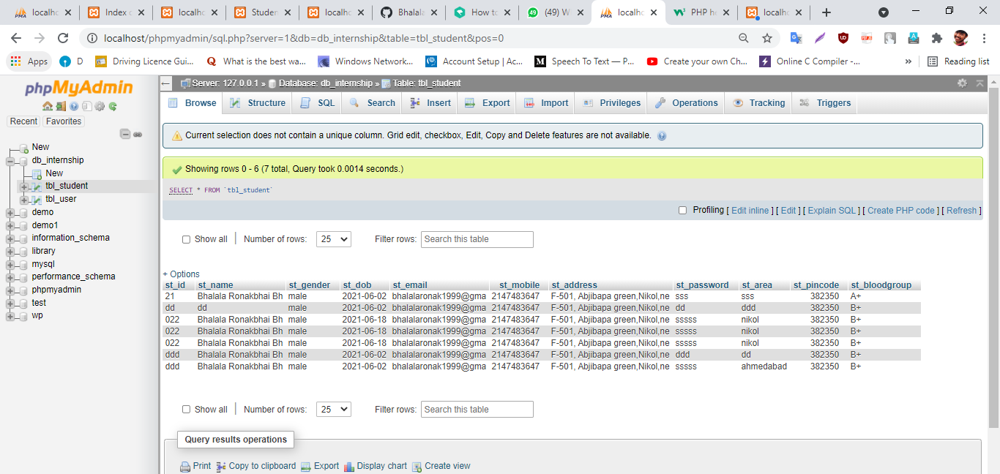 localho Index o localho Studen localho Bhalala How to (49) W localho PHP h localho
localhost/phpmyadmin/sql.php?server=1&db=db_internship&table=tbl_student&pos=0
Apps D Driving Licence Gui... What is the best wa... Windows Network... Account Setup | Ac... Speech To Text — P... Create your own Ch... Online C Compiler -... » Reading list
phpMyAdmin
Recent Favorites
New
db_internship
New
tbl_student
tbl_user
demo
demo1
information_schema
library
mysql
performance_schema
phpmyadmin
test
wp
Server: 127.0.0.1 » Database: db_internship » Table: tbl_student
Browse Structure SQL Search Insert Export Import Privileges Operations Tracking Triggers
Current selection does not contain a unique column. Grid edit, checkbox, Edit, Copy and Delete features are not available.
Showing rows 0 - 6 (7 total, Query took 0.0014 seconds.)
SELECT * FROM `tbl_student`
Profiling [ Edit inline ] [ Edit ] [ Explain SQL ] [ Create PHP code ] [ Refresh ]
Show all Number of rows: 25 Filter rows: Search this table
+ Options
st_id st_name st_gender st_dob st_email st_mobile st_address st_password st_area st_pincode st_bloodgroup
21 Bhalala Ronakbhai Bh male 2021-06-02 bhalalaronak1999@gma 2147483647 F-501, Abjibapa green,Nikol,ne sss sss 382350 A+
dd dd male 2021-06-02 bhalalaronak1999@gma 2147483647 F-501, Abjibapa green,Nikol,ne dd ddd 382350 B+
022 Bhalala Ronakbhai Bh male 2021-06-18 bhalalaronak1999@gma 2147483647 F-501, Abjibapa green,Nikol,ne sssss nikol 382350 B+
022 Bhalala Ronakbhai Bh male 2021-06-18 bhalalaronak1999@gma 2147483647 F-501, Abjibapa green,Nikol,ne sssss nikol 382350 B+
022 Bhalala Ronakbhai Bh male 2021-06-18 bhalalaronak1999@gma 2147483647 F-501, Abjibapa green,Nikol,ne sssss nikol 382350 B+
ddd Bhalala Ronakbhai Bh male 2021-06-02 bhalalaronak1999@gma 2147483647 F-501, Abjibapa green,Nikol,ne ddd dd 382350 B+
ddd Bhalala Ronakbhai Bh male 2021-06-02 bhalalaronak1999@gma 2147483647 F-501, Abjibapa green,Nikol,ne sssss ahmedabad 382350 B+
Show all Number of rows: 25 Filter rows: Search this table
Query results operations
Print Copy to clipboard Export Display chart Create view